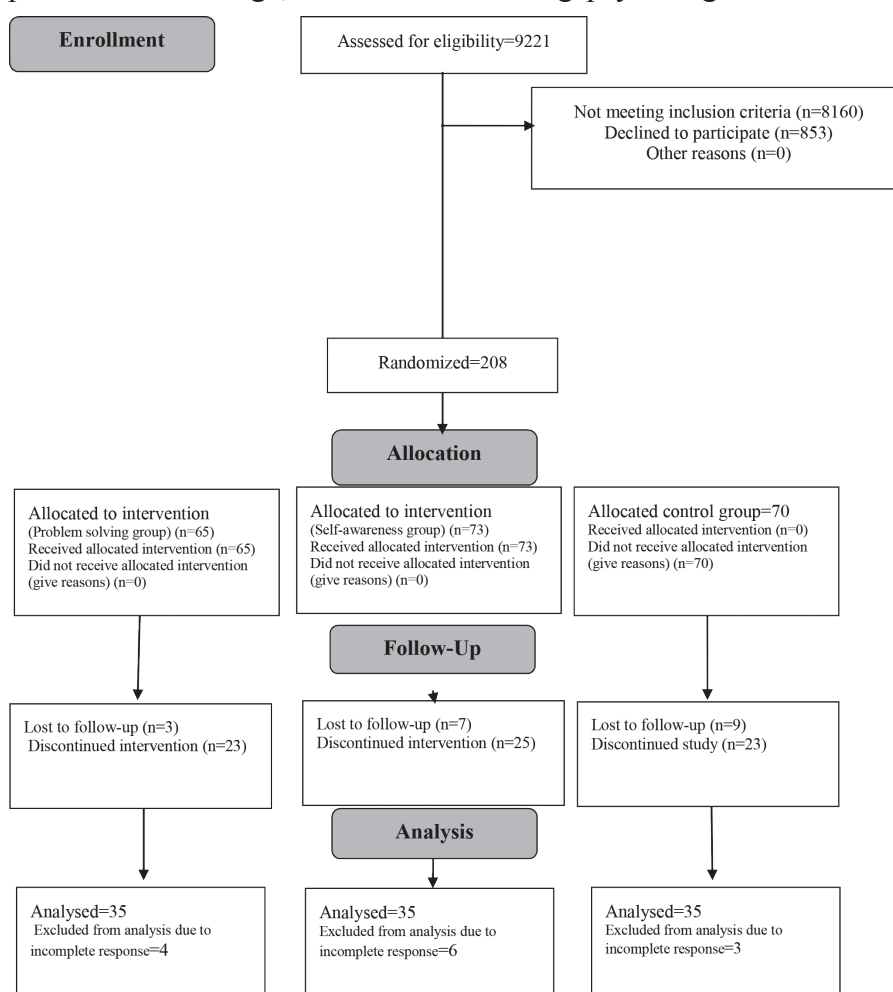 Enrollment
Assessed for eligibility=9221
Not meeting inclusion criteria (n=8160)
Declined to participate (n=853)
Other reasons (n=0)
Randomized=208
Allocation
Allocated to intervention
(Problem solving group) (n=65)
Received allocated intervention (n=65)
Did not receive allocated intervention
(give reasons) (n=0)
Allocated to intervention
(Self-awareness group) (n=73)
Received allocated intervention (n=73)
Did not receive allocated intervention
(give reasons) (n=0)
Allocated control group=70
Received allocated intervention (n=0)
Did not receive allocated intervention
(give reasons) (n=70)
Follow-Up
Lost to follow-up (n=3)
Discontinued intervention (n=23)
Lost to follow-up (n=7)
Discontinued intervention (n=25)
Lost to follow-up (n=9)
Discontinued study (n=23)
Analysis
Analysed=35
Excluded from analysis due to
incomplete response=4
Analysed=35
Excluded from analysis due to
incomplete response=6
Analysed=35
Excluded from analysis due to
incomplete response=3